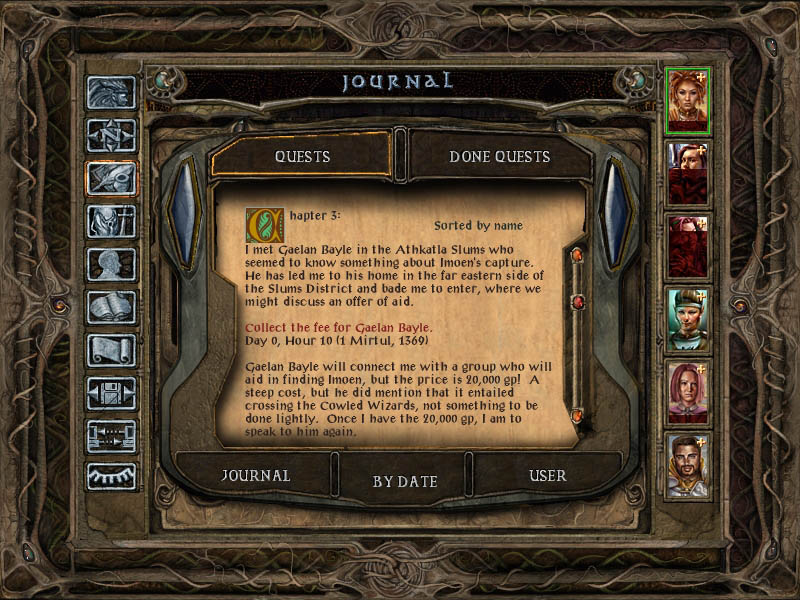 JOURNAL
QUESTS
DONE QUESTS
Chapter 3:
Sorted by name
I met Gaelan Bayle in the Athkatla Slums who
seemed to know something about Imoen's capture.
He has led me to his home in the far eastern side of
the Slums District and bade me to enter, where we
might discuss an offer of aid.
Collect the fee for Gaelan Bayle.
Day 0, Hour 10 (1 Mirtul, 1369)
Gaelan Bayle will connect me with a group who will
aid in finding Imoen, but the price is 20,000 gp! A
steep cost, but he did mention that it entailed
crossing the Cowled Wizards, not something to be
done lightly. Once I have the 20,000 gp, I am to
speak to him again.
JOURNAL
BY DATE
USER